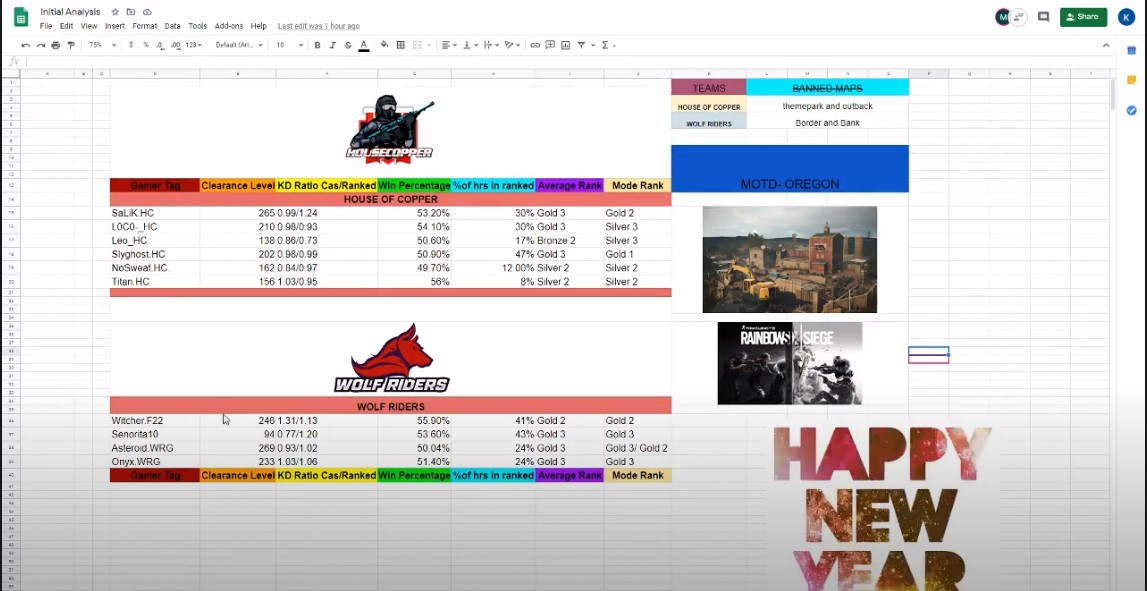 Initial Analysis
File Edit View Insert Format Data Tools Add-ons Help Last edit was 1 hour ago
Share
K
75% $ % .0 .00 123 Default (Ari... 10 B I S A
fx
TEAMS BANNED MAPS
HOUSE OF COPPER themepark and outback
WOLF RIDERS Border and Bank
HOUSECOPPER
MOTD- OREGON
Gamer Tag Clearance Level KD Ratio Cas/Ranked Win Percentage %of hrs in ranked Average Rank Mode Rank
HOUSE OF COPPER
SaLiK.HC 265 0.99/1.24 53.20% 30% Gold 3 Gold 2
L0C0-_HC 210 0.98/0.93 54.10% 30% Gold 3 Silver 3
Leo_HC 138 0.86/0.73 50.60% 17% Bronze 2 Silver 3
Slyghost.HC 202 0.98/0.99 50.90% 47% Gold 3 Gold 1
NoSweat.HC. 162 0.84/0.97 49.70% 12.00% Silver 2 Silver 2
Titan.HC 156 1.03/0.95 56% 8% Silver 2 Silver 2
RAINBOW SIX SIEGE
WOLF RIDERS
WOLF RIDERS
Witcher.F22 246 1.31/1.13 55.90% 41% Gold 2 Gold 2
Senorita10 94 0.77/1.20 53.60% 43% Gold 3 Gold 3
Asteroid.WRG 269 0.93/1.02 50.04% 24% Gold 3 Gold 3/ Gold 2
Onyx.WRG 233 1.03/1.06 51.40% 24% Gold 3 Gold 3
Gamer Tag Clearance Level KD Ratio Cas/Ranked Win Percentage %of hrs in ranked Average Rank Mode Rank
HAPPY
NEW
YEAR